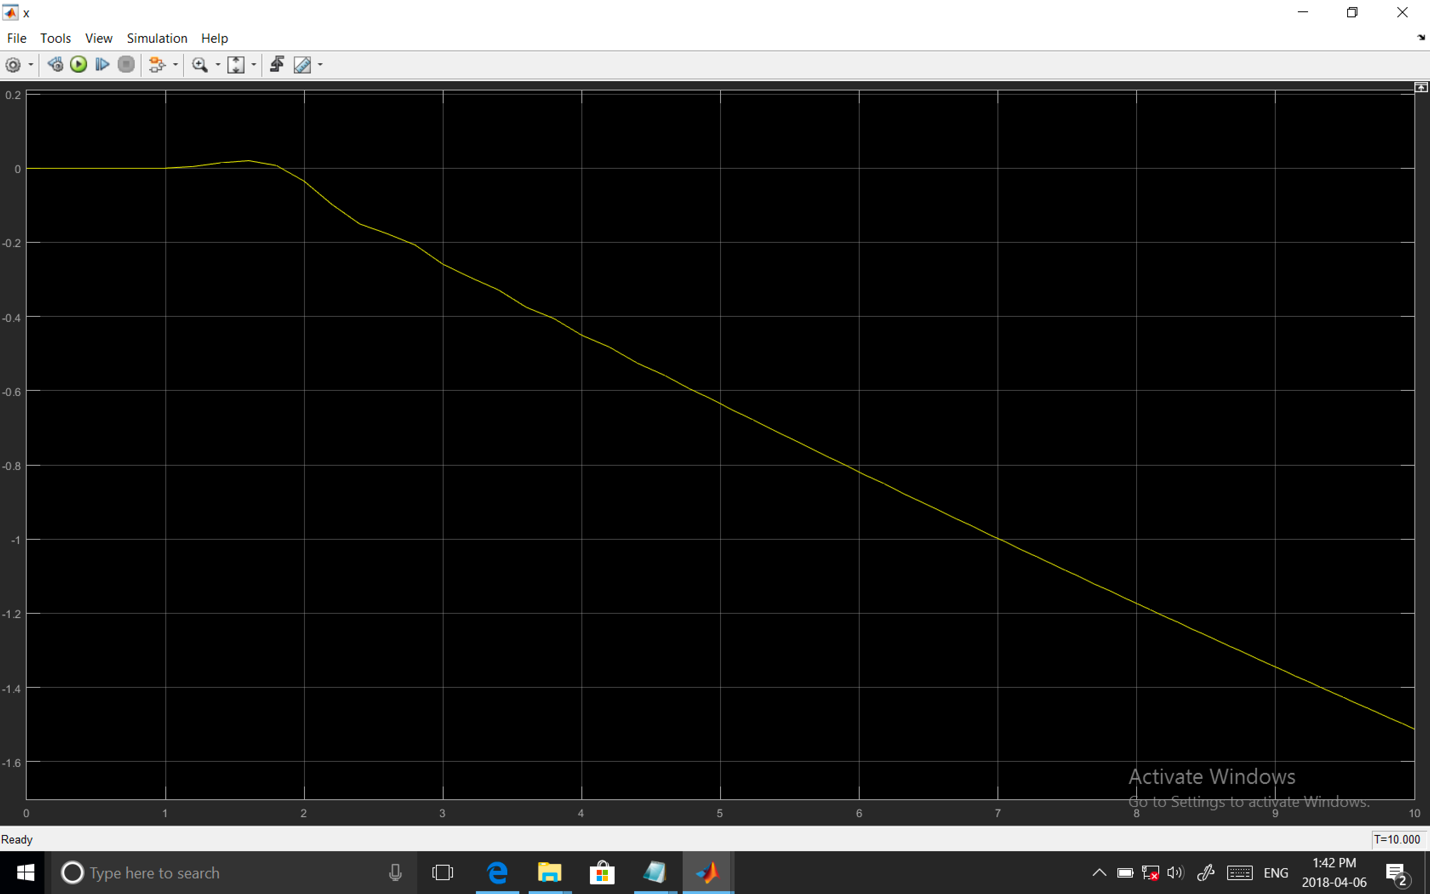 x
File Tools View Simulation Help
0.2
0
-0.2
-0.4
-0.6
-0.8
-1
-1.2
-1.4
-1.6
Activate Windows
Go to Settings to activate Windows.
0 1 2 3 4 5 6 7 8 9 10
Ready T=10.000
Type here to search
ENG
1:42 PM
2018-04-06
2